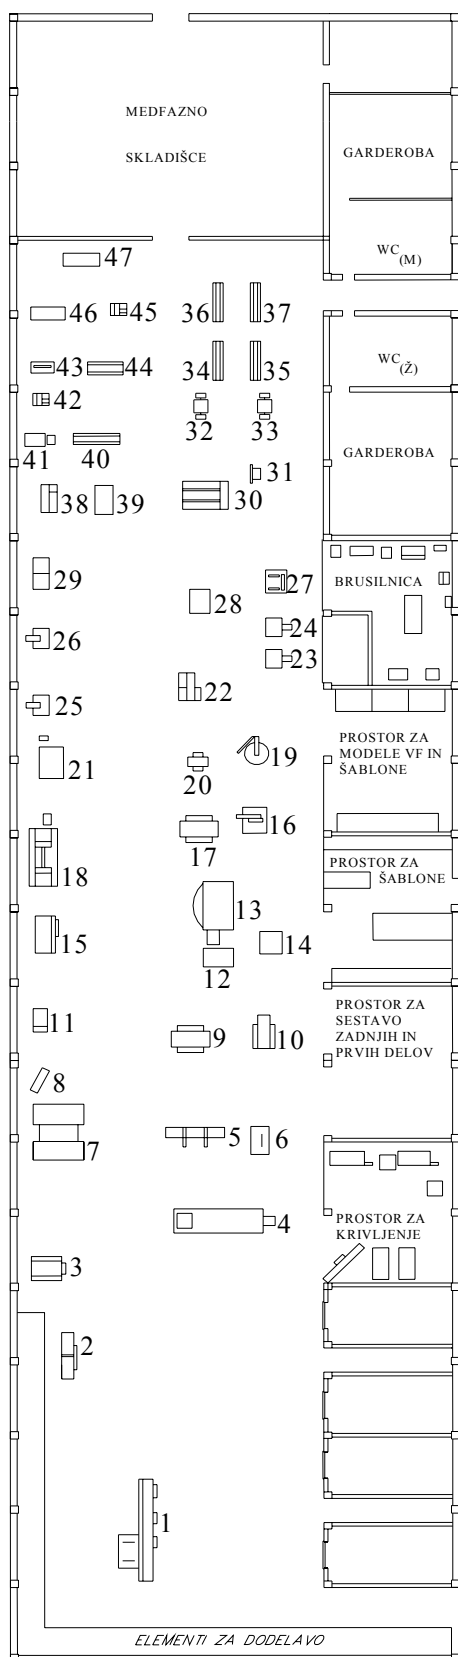 MEDFAZNO
SKLADIŠCE
GARDEROBA
WC (M)
47
46
45
36
37
WC (Ž)
43
44
34
35
42
32
33
41
40
GARDEROBA
31
38
39
30
29
28
27
BRUSILNICA
26
24
23
25
22
21
20
19
PROSTOR ZA
MODELE VF IN
ŠABLONE
18
17
16
PROSTOR ZA
ŠABLONE
15
13
14
12
11
9
10
PROSTOR ZA
SESTAVO
ZADNJIH IN
PRVIH DELOV
8
7
5
6
4
PROSTOR ZA
KRIVLJENJE
3
2
1
ELEMENTI ZA DODELAVO